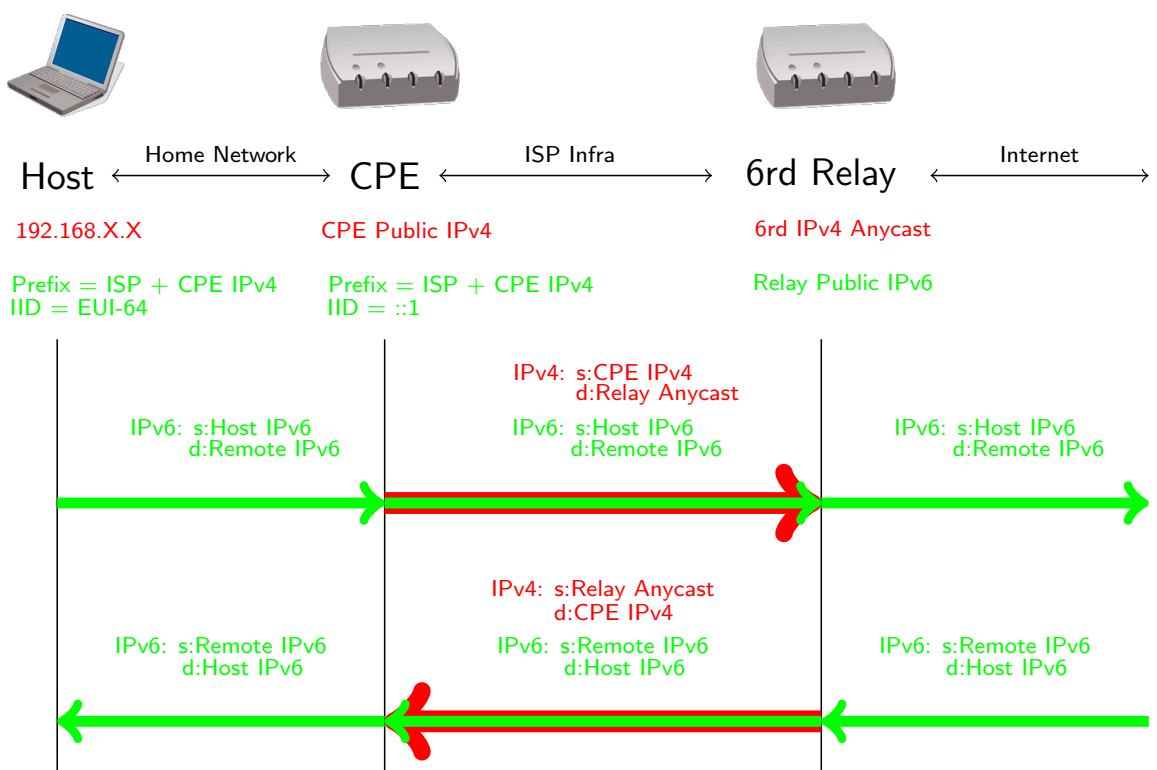 Home Network
ISP Infra
Internet
Host
CPE
6rd Relay
192.168.X.X
CPE Public IPv4
6rd IPv4 Anycast
Prefix = ISP + CPE IPv4
IID = EUI-64
Prefix = ISP + CPE IPv4
IID = ::1
Relay Public IPv6
IPv4: s:CPE IPv4
d:Relay Anycast
IPv6: s:Host IPv6
d:Remote IPv6
IPv6: s:Host IPv6
d:Remote IPv6
IPv6: s:Host IPv6
d:Remote IPv6
IPv4: s:Relay Anycast
d:CPE IPv4
IPv6: s:Remote IPv6
d:Host IPv6
IPv6: s:Remote IPv6
d:Host IPv6
IPv6: s:Remote IPv6
d:Host IPv6